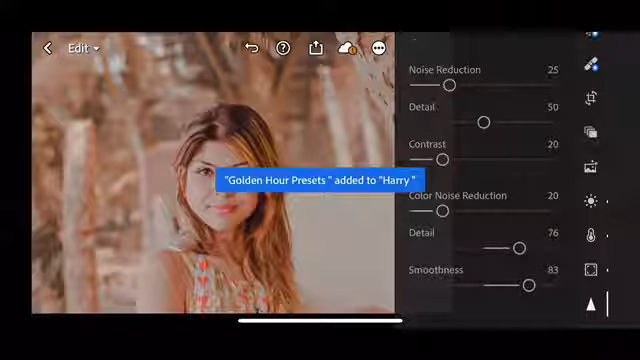 Edit
Noise Reduction 25
Detail 50
Contrast 20
"Golden Hour Presets " added to "Harry "
Color Noise Reduction 20
Detail 76
Smoothness 83